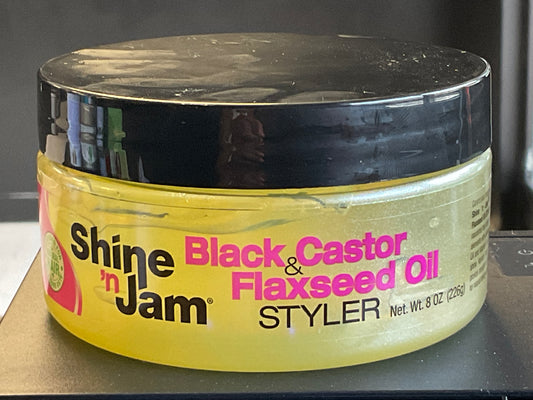 Shine
'n
Jam®
Black Castor
&
Flaxseed Oil
STYLER
Net. Wt. 8 OZ (226g)